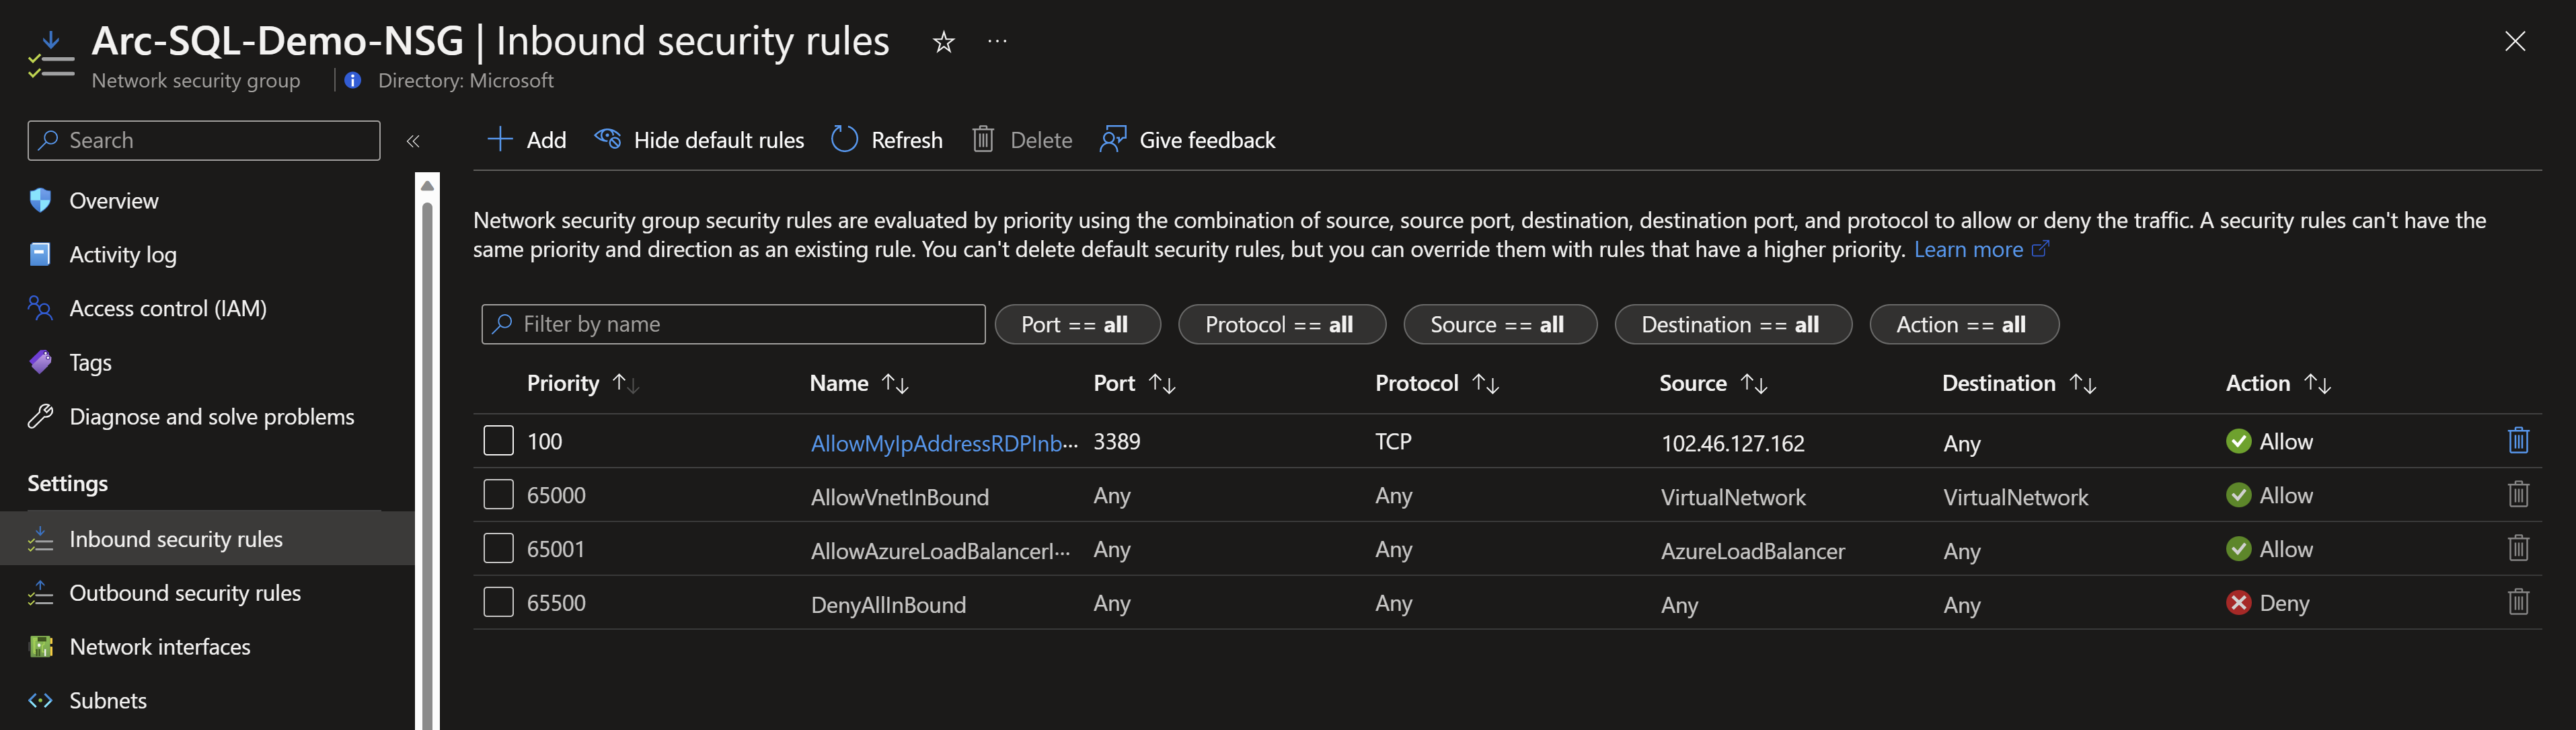 Arc-SQL-Demo-NSG | Inbound security rules ☆ ···
Network security group | Directory: Microsoft
Search «
Overview
Activity log
Access control (IAM)
Tags
Diagnose and solve problems
Settings
Inbound security rules
Outbound security rules
Network interfaces
Subnets
Add Hide default rules Refresh Delete Give feedback
Network security group security rules are evaluated by priority using the combination of source, source port, destination, destination port, and protocol to allow or deny the traffic. A security rules can't have the
same priority and direction as an existing rule. You can't delete default security rules, but you can override them with rules that have a higher priority. Learn more
Filter by name Port == all Protocol == all Source == all Destination == all Action == all
Priority ↑↓ Name ↑↓ Port ↑↓ Protocol ↑↓ Source ↑↓ Destination ↑↓ Action ↑↓
100 AllowMyIpAddressRDPInb··· 3389 TCP 102.46.127.162 Any Allow
65000 AllowVnetInBound Any Any VirtualNetwork VirtualNetwork Allow
65001 AllowAzureLoadBalancerI··· Any Any AzureLoadBalancer Any Allow
65500 DenyAllInBound Any Any Any Any Deny